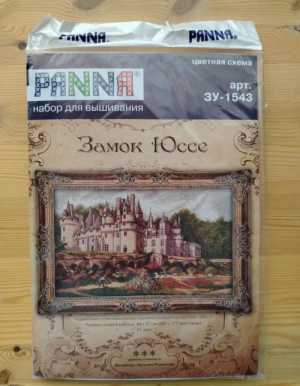 PANNA.
PANNA.
PANNA
цветная схема
арт.
ЗУ-1543
набор для вышивания
Замок Юссе